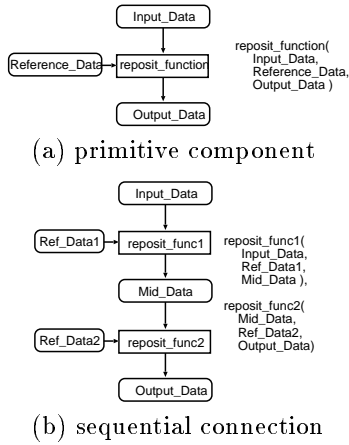 Input_Data
Reference_Data
reposit_function
Output_Data
reposit_function(
Input_Data,
Reference_Data,
Output_Data )
(a) primitive component
Input_Data
Ref_Data1
reposit_func1
Mid_Data
Ref_Data2
reposit_func2
Output_Data
reposit_func1(
Input_Data,
Ref_Data1,
Mid_Data ),
reposit_func2(
Mid_Data,
Ref_Data2,
Output_Data)
(b) sequential connection